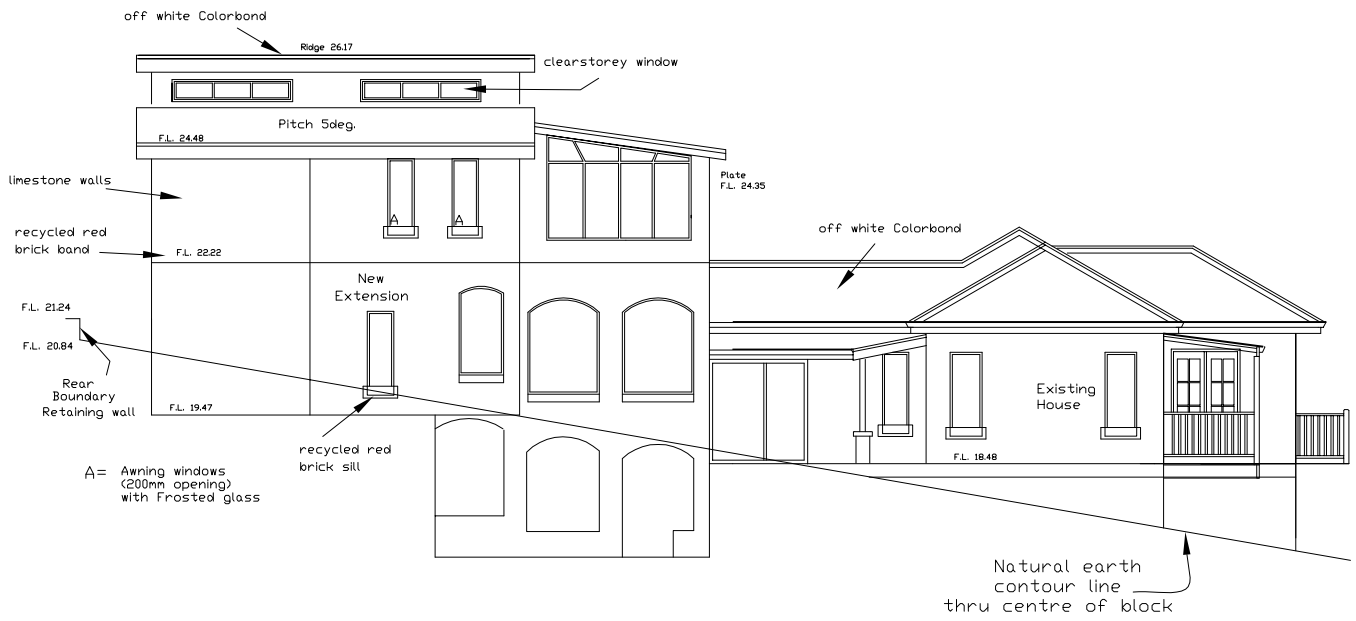 off white Colorbond
Ridge 26.17
clearstorey window
Pitch 5deg.
F.L. 24.48
limestone walls
Plate
F.L. 24.35
A
A
recycled red
brick band
F.L. 22.22
off white Colorbond
New
Extension
F.L. 21.24
F.L. 20.84
Rear
Boundary
Retaining wall
F.L. 19.47
Existing
House
recycled red
brick sill
F.L. 18.48
A= Awning windows
(200mm opening)
with Frosted glass
Natural earth
contour line
thru centre of block